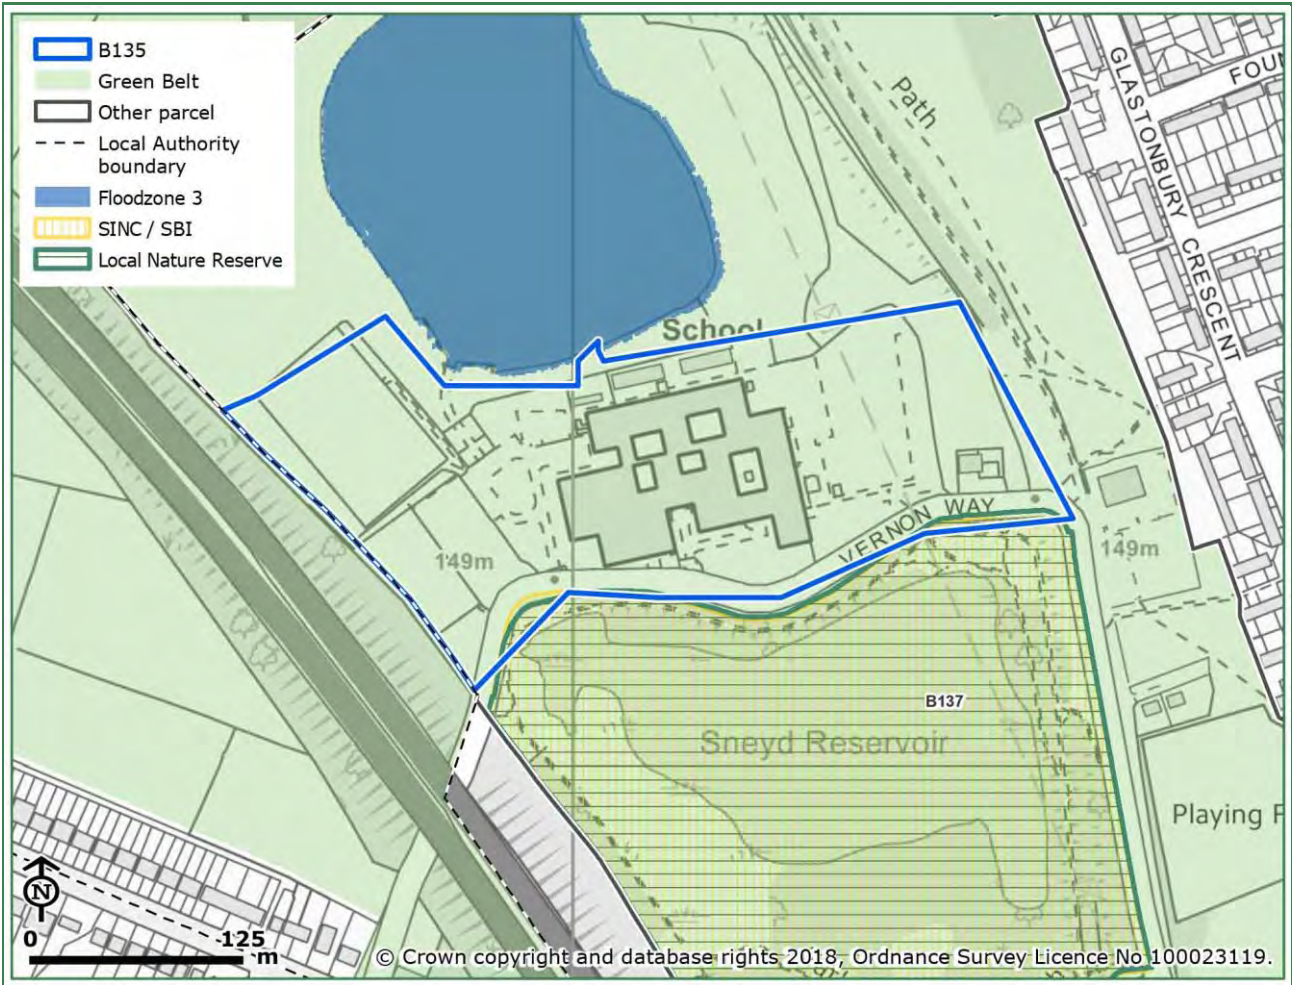 B135
Green Belt
Other parcel
Local Authority
boundary
Floodzone 3
SINC / SBI
Local Nature Reserve
Path
GLASTONBURY CRESCENT
FOUN
School
VERNON WAY
149m
149m
B137
Sneyd Reservoir
Playing F
N
0 125
m
© Crown copyright and database rights 2018, Ordnance Survey Licence No 100023119.